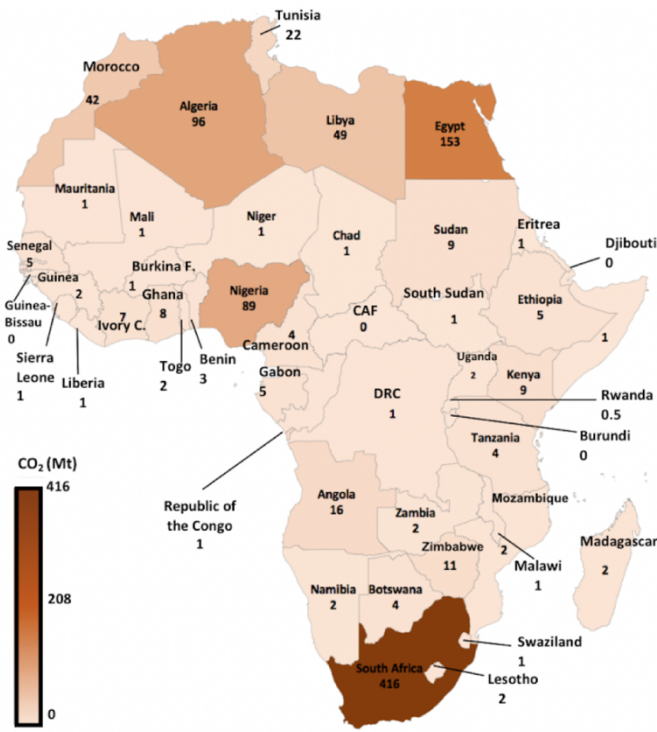 Tunisia
22
Morocco
42
Algeria
96
Libya
49
Egypt
153
Mauritania
1
Mali
1
Niger
1
Chad
1
Sudan
9
Eritrea
1
Djibouti
0
Senegal
5
Guinea
2
Burkina F.
1
Ghana
8
Ivory C.
7
Nigeria
89
Guinea-
Bissau
0
Sierra
Leone
1
Liberia
1
Togo
2
Benin
3
Cameroon
4
CAF
0
South Sudan
1
Ethiopia
5
1
Gabon
5
DRC
1
Uganda
2
Kenya
9
Rwanda
0.5
Burundi
0
Tanzania
4
CO₂ (Mt)
416
208
0
Republic of
the Congo
1
Angola
16
Zambia
2
Mozambique
2
Malawi
1
Zimbabwe
11
Madagascar
2
Namibia
2
Botswana
4
South Africa
416
Swaziland
1
Lesotho
2